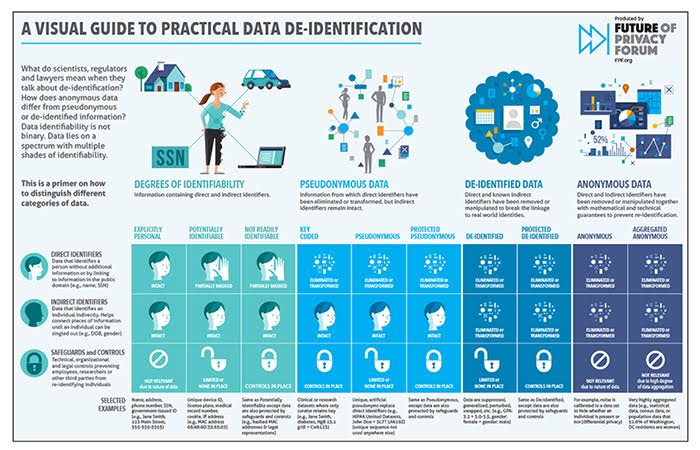 A VISUAL GUIDE TO PRACTICAL DATA DE-IDENTIFICATION
Produced by
FUTURE OF
PRIVACY
FORUM
FPF.org
What do scientists, regulators
and lawyers mean when they
talk about de-identification?
How does anonymous data
differ from pseudonymous
or de-identified information?
Data identifiability is not
binary. Data lies on a
spectrum with multiple
shades of identifiability.
This is a primer on how
to distinguish different
categories of data.
SSN
52%
DEGREES OF IDENTIFIABILITY
Information containing direct and indirect identifiers.
PSEUDONYMOUS DATA
Information from which direct identifiers have
been eliminated or transformed, but indirect
identifiers remain intact.
DE-IDENTIFIED DATA
Direct and known indirect
identifiers have been removed or
manipulated to break the linkage
to real world identities.
ANONYMOUS DATA
Direct and indirect identifiers have
been removed or manipulated together
with mathematical and technical
guarantees to prevent re-identification.
EXPLICITLY
PERSONAL
POTENTIALLY
IDENTIFIABLE
NOT READILY
IDENTIFIABLE
KEY
CODED
PSEUDONYMOUS
PROTECTED
PSEUDONYMOUS
DE-IDENTIFIED
PROTECTED
DE-IDENTIFIED
ANONYMOUS
AGGREGATED
ANONYMOUS
DIRECT IDENTIFIERS
Data that identifies a
person without additional
information or by linking
to information in the public
domain (e.g., name, SSN)
INTACT
PARTIALLY MASKED
PARTIALLY MASKED
ELIMINATED or
TRANSFORMED
ELIMINATED or
TRANSFORMED
ELIMINATED or
TRANSFORMED
ELIMINATED or
TRANSFORMED
ELIMINATED or
TRANSFORMED
ELIMINATED or
TRANSFORMED
ELIMINATED or
TRANSFORMED
INDIRECT IDENTIFIERS
Data that identifies an
individual indirectly. Helps
connect pieces of information
until an individual can be
singled out (e.g., DOB, gender)
INTACT
INTACT
INTACT
INTACT
INTACT
INTACT
ELIMINATED or
TRANSFORMED
ELIMINATED or
TRANSFORMED
ELIMINATED or
TRANSFORMED
ELIMINATED or
TRANSFORMED
SAFEGUARDS and CONTROLS
Technical, organizational
and legal controls preventing
employees, researchers or
other third parties from
re-identifying individuals
NOT RELEVANT
due to nature of data
LIMITED or
NONE IN PLACE
CONTROLS IN PLACE
CONTROLS IN PLACE
LIMITED or
NONE IN PLACE
CONTROLS IN PLACE
LIMITED or
NONE IN PLACE
CONTROLS IN PLACE
NOT RELEVANT
due to nature of data
NOT RELEVANT
due to high degree
of data aggregation
SELECTED
EXAMPLES
Name, address,
phone number, SSN,
government-issued ID
(e.g., Jane Smith,
123 Main Street,
555-555-5555)
Unique device ID,
license plate, medical
record number,
cookie, IP address
(e.g., MAC address
Same as Potentially
Identifiable except data
are also protected by
safeguards and controls
(e.g., hashed MAC
addresses & legal
representations)
Clinical or research
datasets where only
curator retains key
(e.g., Jane Smith,
diabetes, HgB 15.1
g/dl = Csrk123)
Unique, artificial
pseudonyms replace
direct identifiers (e.g.,
HIPAA Limited Datasets,
John Doe = 5L7T LX619Z)
(unique sequence not
used anywhere else)
Same as Pseudonymous,
except data are also
protected by safeguards
and controls
Data are suppressed,
generalized, perturbed,
swapped, etc. (e.g., GPA:
3.2 = 3.0-3.5, gender:
female = gender: male)
Same as De-Identified,
except data are also
protected by safeguards
and controls
For example, noise is
calibrated to a data set
to hide whether an
individual is present or
not (differential privacy)
Very highly aggregated
data (e.g., statistical
data, census data, or
population data that
52.6% of Washington,
DC residents are women)